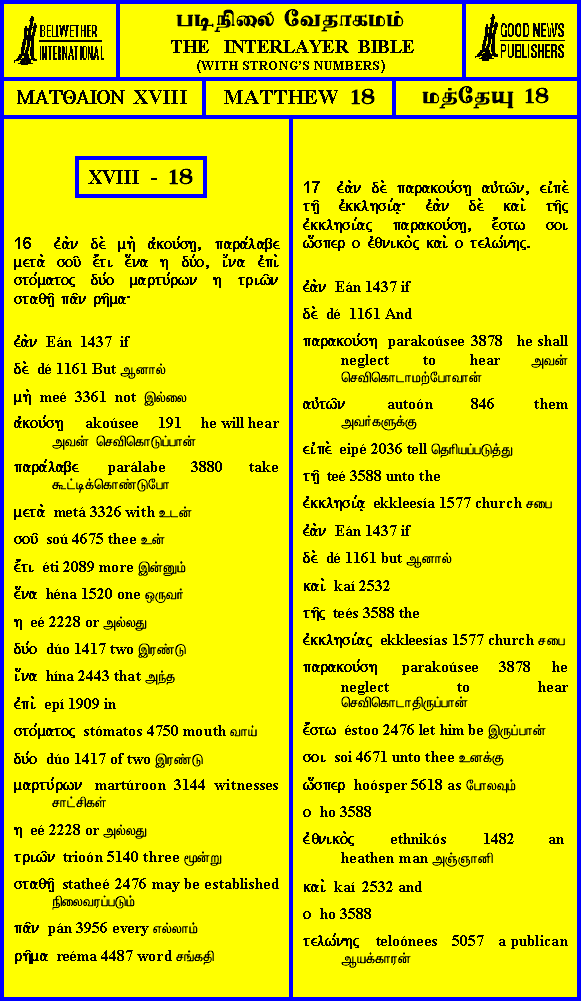 BELLWETHER
INTERNATIONAL
படிநிலை வேதாகமம்
THE INTERLAYER BIBLE
(WITH STRONG'S NUMBERS)
GOOD NEWS
PUBLISHERS
ΜΑΤΘΑΙΟΝ XVIII
MATTHEW 18
மத்தேயு 18
XVIII - 18
16 ἐὰν δὲ μὴ ἀκούσῃ, παράλαβε
μετὰ σοῦ ἔτι ἕνα η δύο, ἵνα ἐπὶ
στόματος δύο μαρτύρων η τριῶν
σταθῇ πᾶν ρῆμα·
ἐὰν Eán 1437 if
δὲ dé 1161 But ஆனால்
μὴ meé 3361 not இல்லை
ἀκούσῃ akoúsee 191 he will hear
அவன் செவிகொடுப்பான்
παράλαβε parálabe 3880 take
கூட்டிக்கொண்டுபோ
μετὰ metá 3326 with உடன்
σοῦ soú 4675 thee உன்
ἔτι éti 2089 more இன்னும்
ἕνα héna 1520 one ஒருவர்
η eé 2228 or அல்லது
δύο dúo 1417 two இரண்டு
ἵνα hína 2443 that அந்த
ἐπὶ epí 1909 in
στόματος stómatos 4750 mouth வாய்
δύο dúo 1417 of two இரண்டு
μαρτύρων martúroon 3144 witnesses
சாட்சிகள்
η eé 2228 or அல்லது
τριῶν trioón 5140 three மூன்று
σταθῇ statheé 2476 may be established
நிலைவரப்படும்
πᾶν pán 3956 every எல்லாம்
ρῆμα reéma 4487 word சங்கதி
17 ἐὰν δὲ παρακούσῃ αὐτῶν, εἰπὲ
τῇ ἐκκλησίᾳ· ἐὰν δὲ καὶ τῆς
ἐκκλησίας παρακούσῃ, ἔστω σοι
ὥσπερ ο ἐθνικὸς καὶ ο τελώνης.
ἐὰν Eán 1437 if
δὲ dé 1161 And
παρακούσῃ parakoúsee 3878 he shall
neglect to hear அவன்
செவிகொடாமற்போவான்
αὐτῶν autoón 846 them
அவர்களுக்கு
εἰπὲ eipé 2036 tell தெரியப்படுத்து
τῇ teé 3588 unto the
ἐκκλησίᾳ ekkleesía 1577 church சபை
ἐὰν Eán 1437 if
δὲ dé 1161 but ஆனால்
καὶ kaí 2532
τῆς teés 3588 the
ἐκκλησίας ekkleesías 1577 church சபை
παρακούσῃ parakoúsee 3878 he
neglect to hear
செவிகொடாதிருப்பான்
ἔστω éstoo 2476 let him be இருப்பான்
σοι soi 4671 unto thee உனக்கு
ὥσπερ hoósper 5618 as போலவும்
ο ho 3588
ἐθνικὸς ethnikós 1482 an
heathen man அஞ்ஞானி
καὶ kaí 2532 and
ο ho 3588
τελώνης teloónees 5057 a publican
ஆயக்காரன்